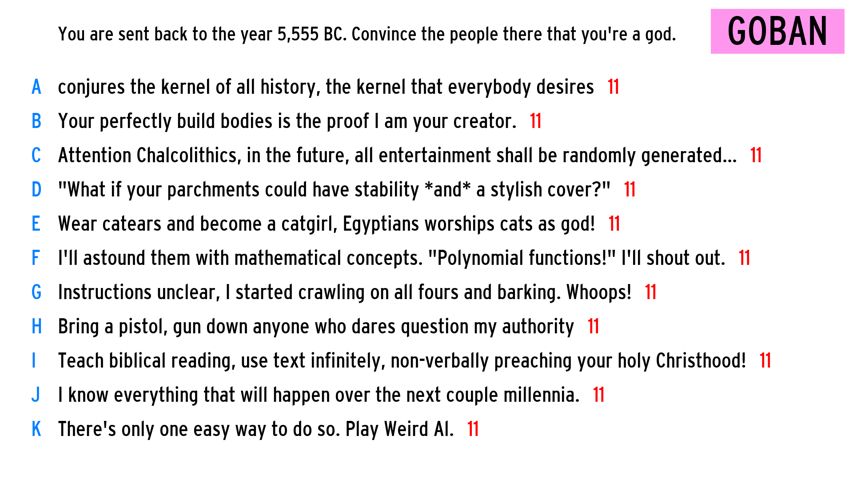 You are sent back to the year 5,555 BC. Convince the people there that you're a god.
GOBAN
A conjures the kernel of all history, the kernel that everybody desires 11
B Your perfectly build bodies is the proof I am your creator. 11
C Attention Chalcolithics, in the future, all entertainment shall be randomly generated... 11
D "What if your parchments could have stability *and* a stylish cover?" 11
E Wear catears and become a catgirl, Egyptians worships cats as god! 11
F I'll astound them with mathematical concepts. "Polynomial functions!" I'll shout out. 11
G Instructions unclear, I started crawling on all fours and barking. Whoops! 11
H Bring a pistol, gun down anyone who dares question my authority 11
I Teach biblical reading, use text infinitely, non-verbally preaching your holy Christhood! 11
J I know everything that will happen over the next couple millennia. 11
K There's only one easy way to do so. Play Weird Al. 11